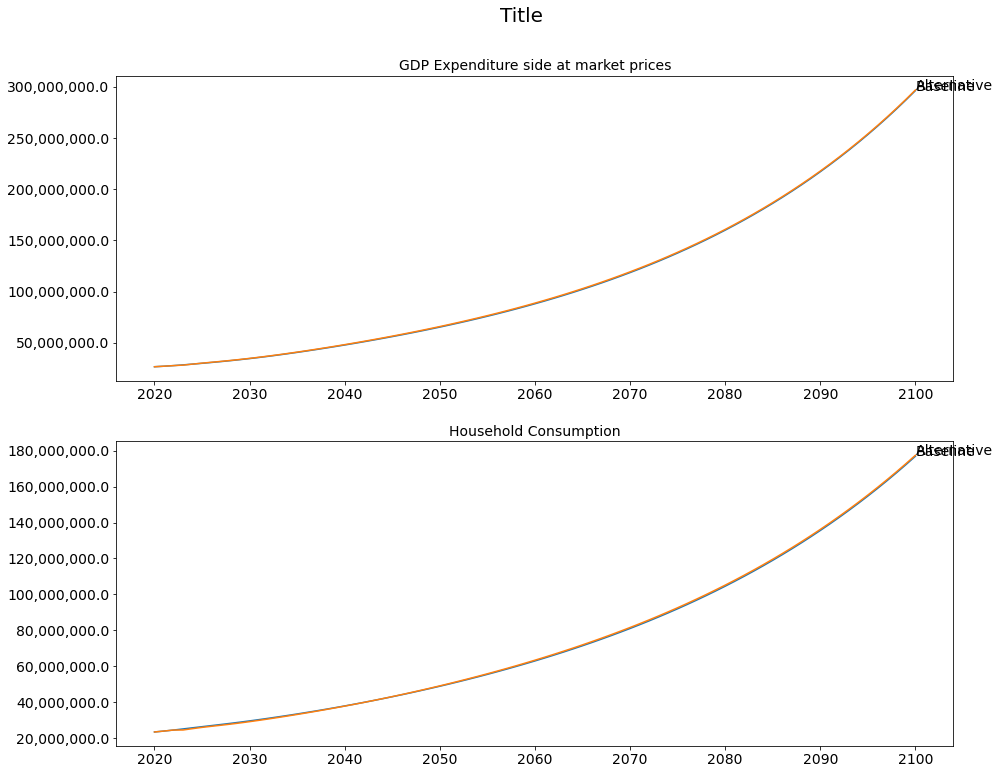 Title
GDP Expenditure side at market prices
300,000,000.0
250,000,000.0
200,000,000.0
150,000,000.0
100,000,000.0
50,000,000.0
Alternative
Baseline
2020 2030 2040 2050 2060 2070 2080 2090 2100
Household Consumption
180,000,000.0
160,000,000.0
140,000,000.0
120,000,000.0
100,000,000.0
80,000,000.0
60,000,000.0
40,000,000.0
20,000,000.0
Alternative
Baseline
2020 2030 2040 2050 2060 2070 2080 2090 2100